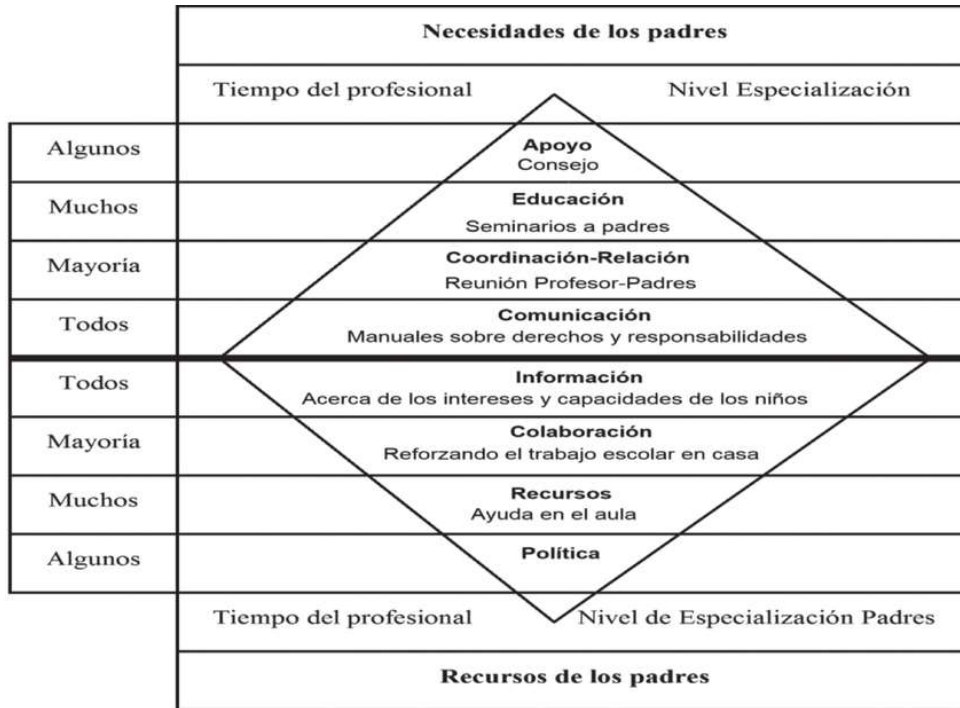 Necesidades de los padres
Tiempo del profesional Nivel Especialización
Algunos Apoyo
Consejo
Muchos Educación
Seminarios a padres
Mayoría Coordinación-Relación
Reunión Profesor-Padres
Todos Comunicación
Manuales sobre derechos y responsabilidades
Todos Información
Acerca de los intereses y capacidades de los niños
Mayoría Colaboración
Reforzando el trabajo escolar en casa
Muchos Recursos
Ayuda en el aula
Algunos Política
Tiempo del profesional Nivel de Especialización Padres
Recursos de los padres